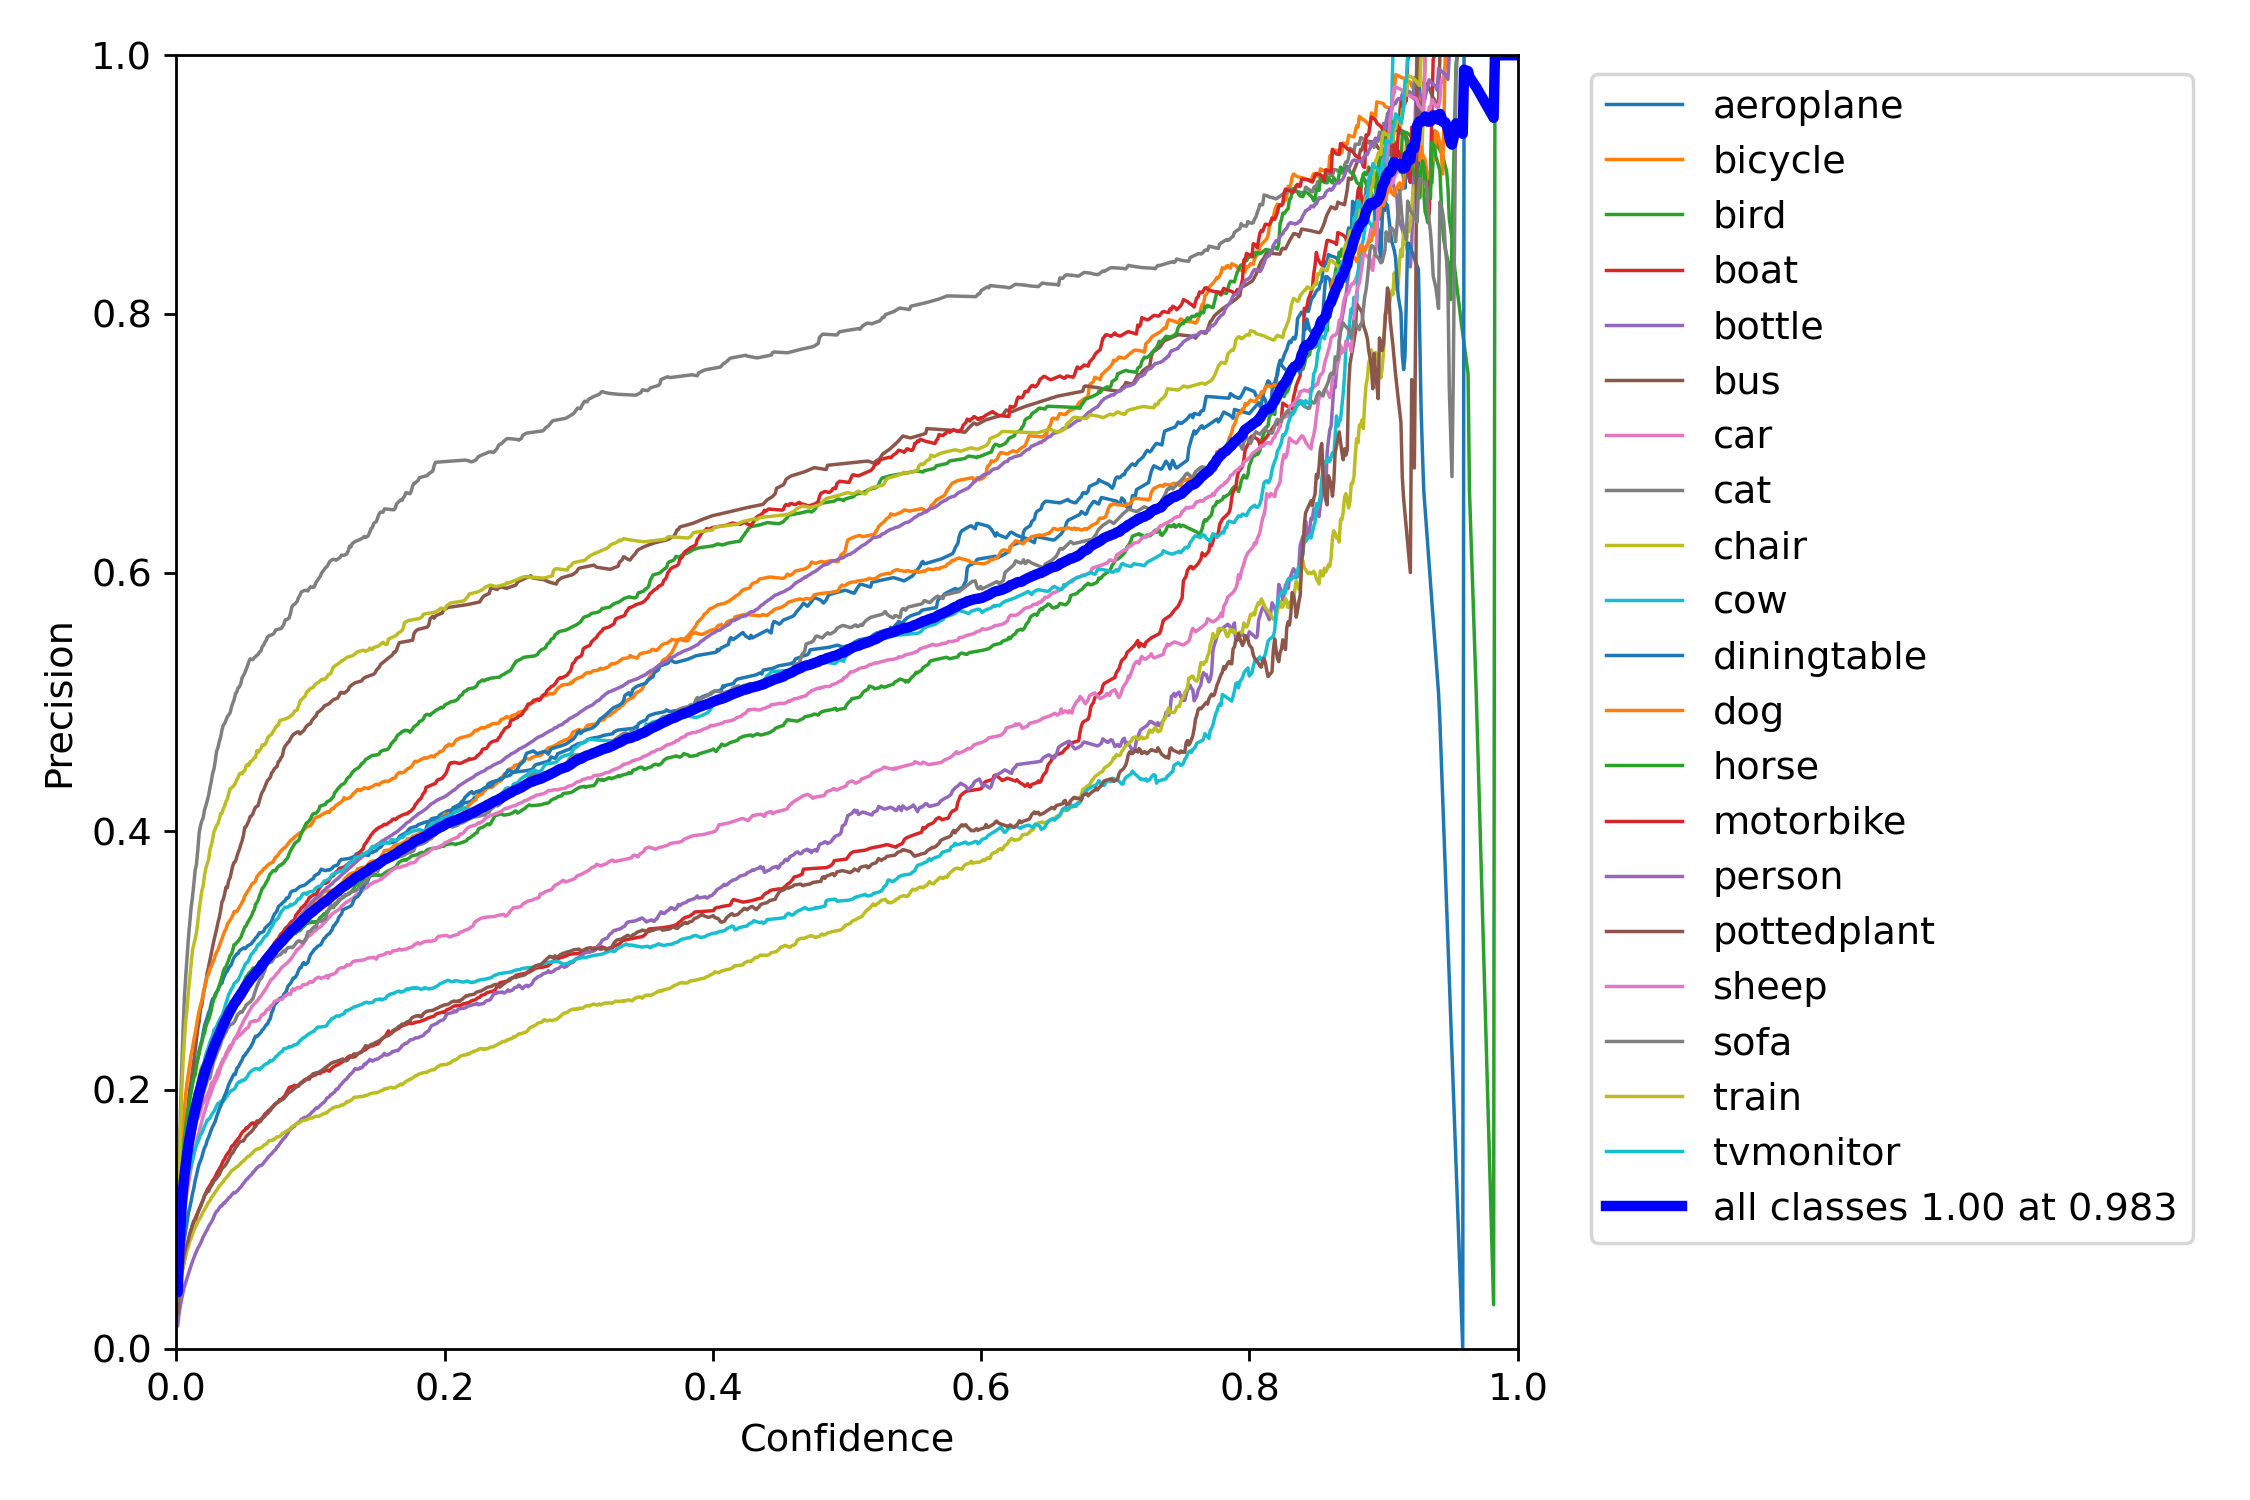 1.0
0.8
0.6
0.4
0.2
0.0
Precision
0.0 0.2 0.4 0.6 0.8 1.0
Confidence
aeroplane
bicycle
bird
boat
bottle
bus
car
cat
chair
cow
diningtable
dog
horse
motorbike
person
pottedplant
sheep
sofa
train
tvmonitor
all classes 1.00 at 0.983